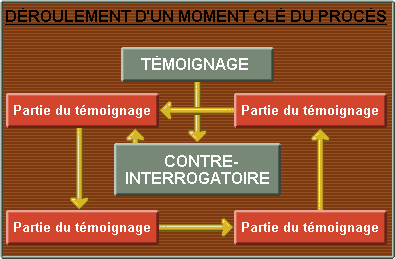 DÉROULEMENT D'UN MOMENT CLÉ DU PROCÉS
TÉMOIGNAGE
Partie du témoignage
Partie du témoignage
CONTRE-
INTERROGATOIRE
Partie du témoignage
Partie du témoignage